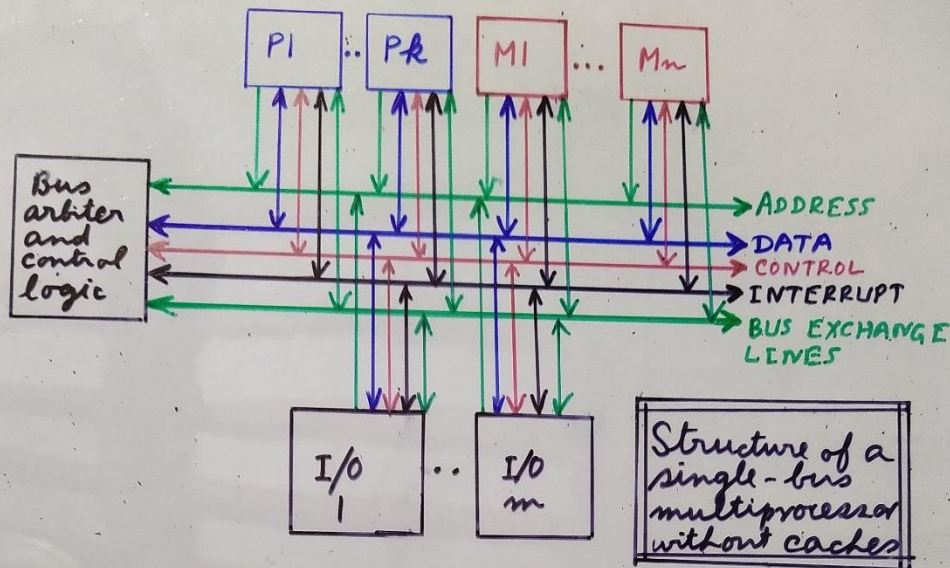 P1 .. Pk M1 ... Mn
Bus
arbiter
and
control
logic
ADDRESS
DATA
CONTROL
INTERRUPT
BUS EXCHANGE
LINES
I/O
1
..
I/O
m
Structure of a
single-bus
multiprocessor
without caches